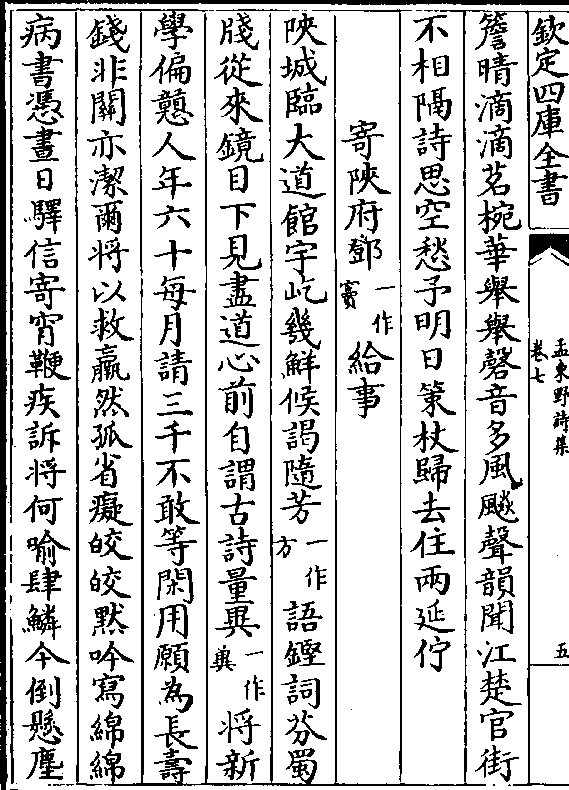 欽定四庫全書
孟東野詩集
卷七
五
簷晴滴滴茗椀華舉舉磬音多風飈聲韻聞江楚官街
不相隔詩思空愁予明日策杖歸去住兩延佇
寄陜府鄧一作竇給事
陜城臨大道館宇屹幾鮮候謁隨芳一作方語鏗詞芬蜀
牋從來鏡目下見盡道心前自謂古詩量異一作與將新
學偏戇人年六十每月請三千不敢等閑用願為長壽
錢非關亦潔爾將以救羸然孤省癡皎皎默吟寫綿綿
病書憑晝日驛信寄宵鞭疾訴將何喻肆鱗今倒懸塵